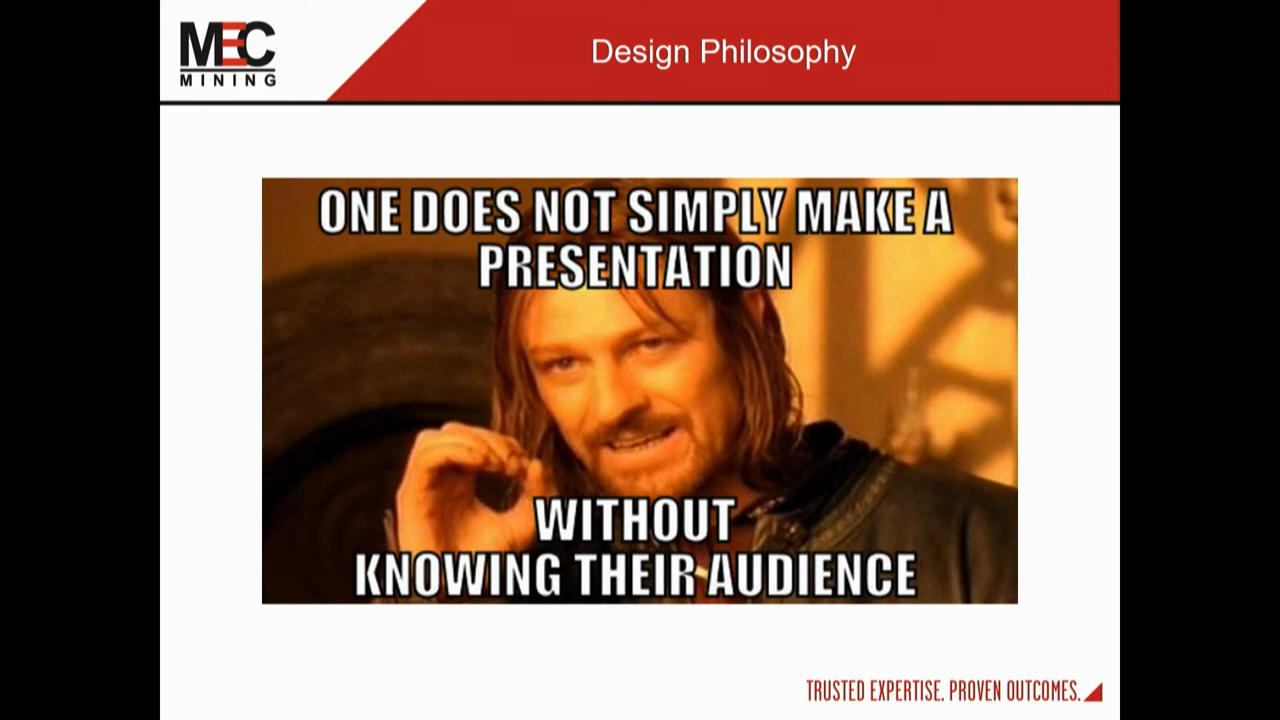 MEC
MINING
Design Philosophy
ONE DOES NOT SIMPLY MAKE A
PRESENTATION
WITHOUT
KNOWING THEIR AUDIENCE
TRUSTED EXPERTISE. PROVEN OUTCOMES.